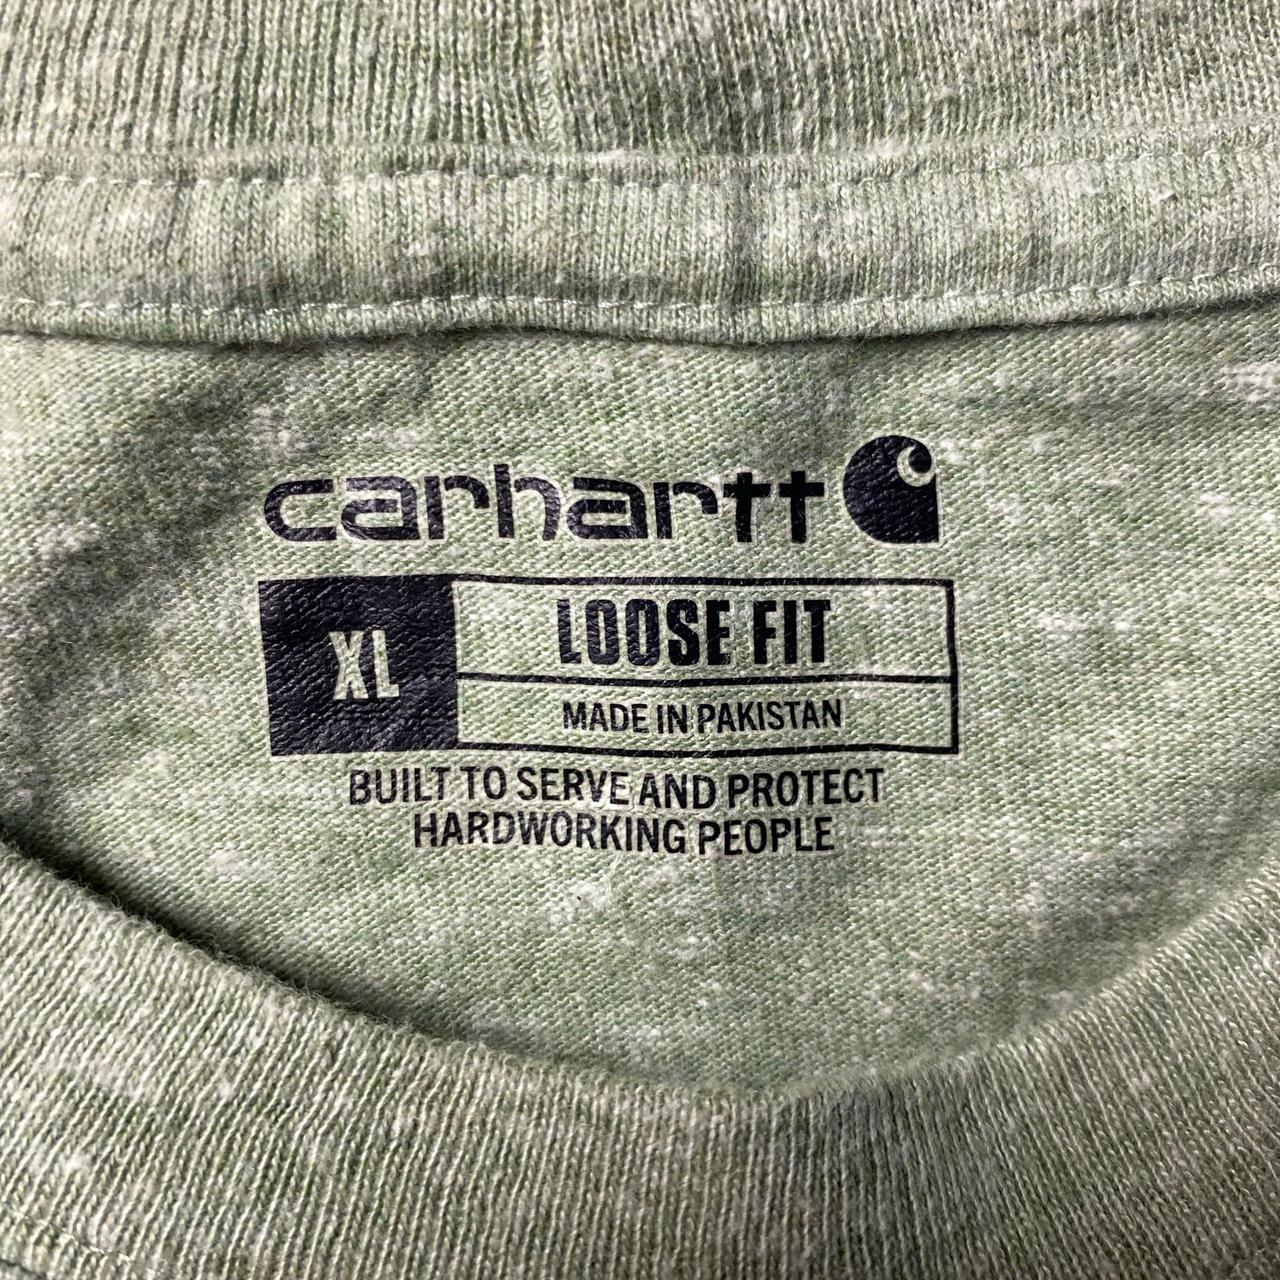 carhartt
XL
LOOSE FIT
MADE IN PAKISTAN
BUILT TO SERVE AND PROTECT
HARDWORKING PEOPLE